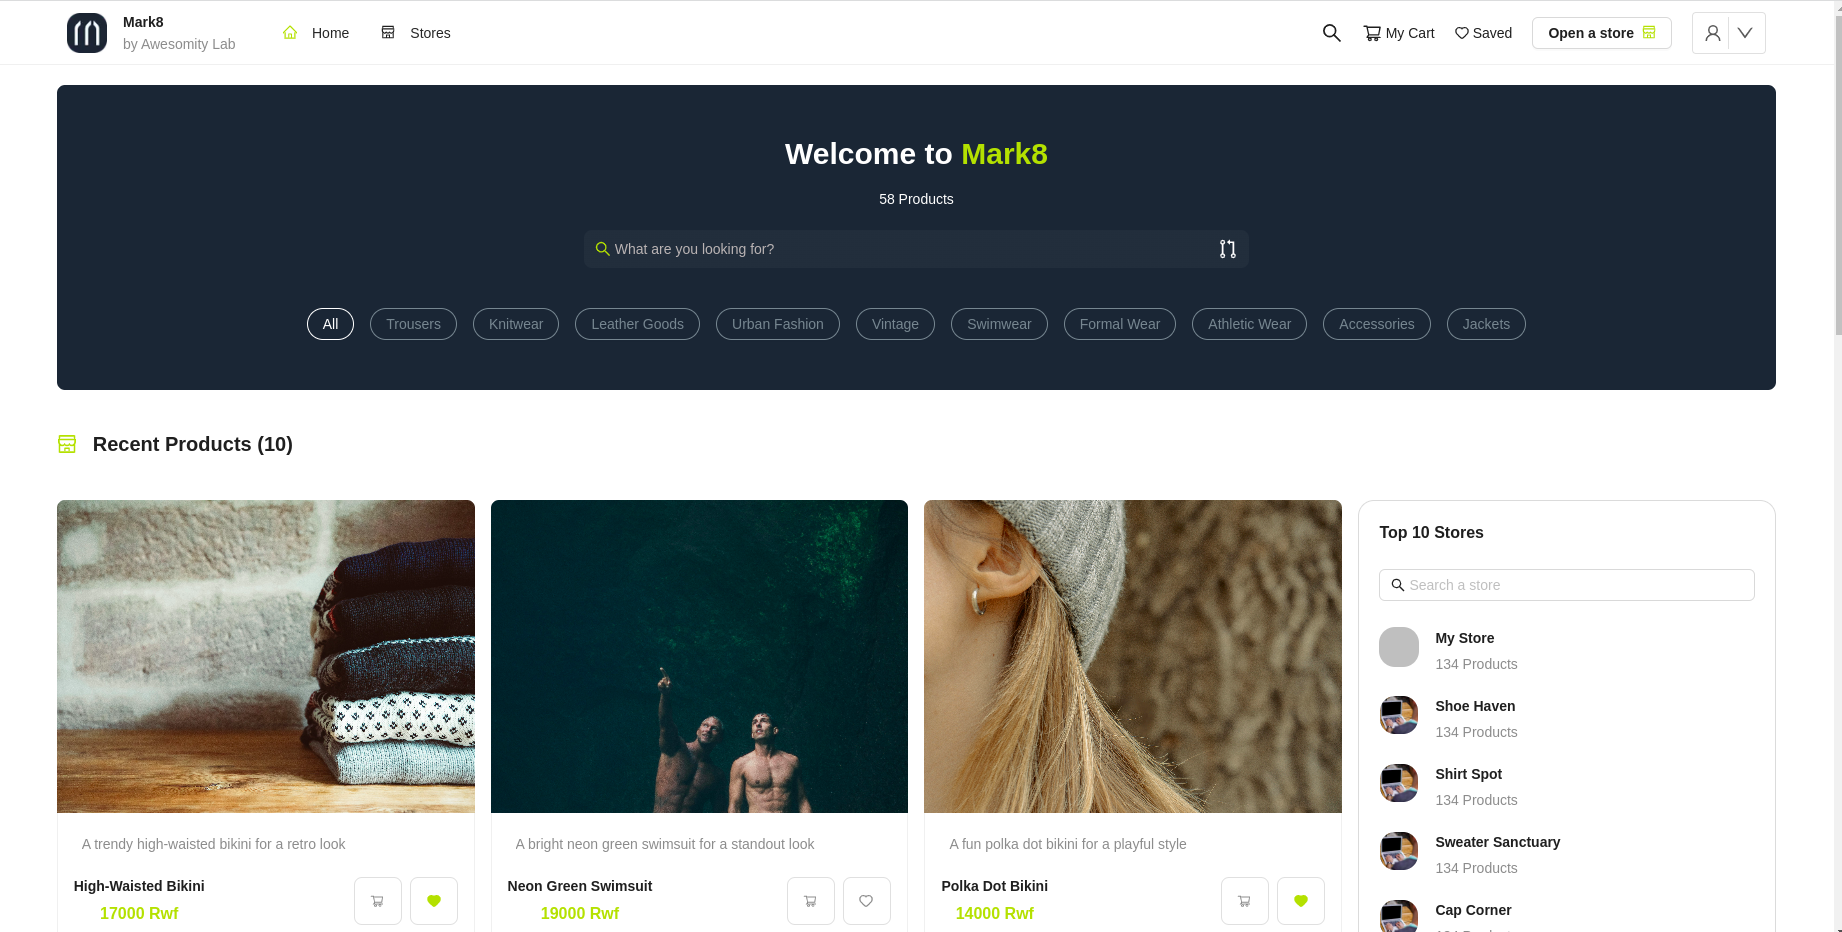 Mark8
by Awesomity Lab
Home
Stores
My Cart
Saved
Open a store
Welcome to Mark8
58 Products
What are you looking for?
All
Trousers
Knitwear
Leather Goods
Urban Fashion
Vintage
Swimwear
Formal Wear
Athletic Wear
Accessories
Jackets
Recent Products (10)
A trendy high-waisted bikini for a retro look
High-Waisted Bikini
17000 Rwf
A bright neon green swimsuit for a standout look
Neon Green Swimsuit
19000 Rwf
A fun polka dot bikini for a playful style
Polka Dot Bikini
14000 Rwf
Top 10 Stores
Search a store
My Store
134 Products
Shoe Haven
134 Products
Shirt Spot
134 Products
Sweater Sanctuary
134 Products
Cap Corner